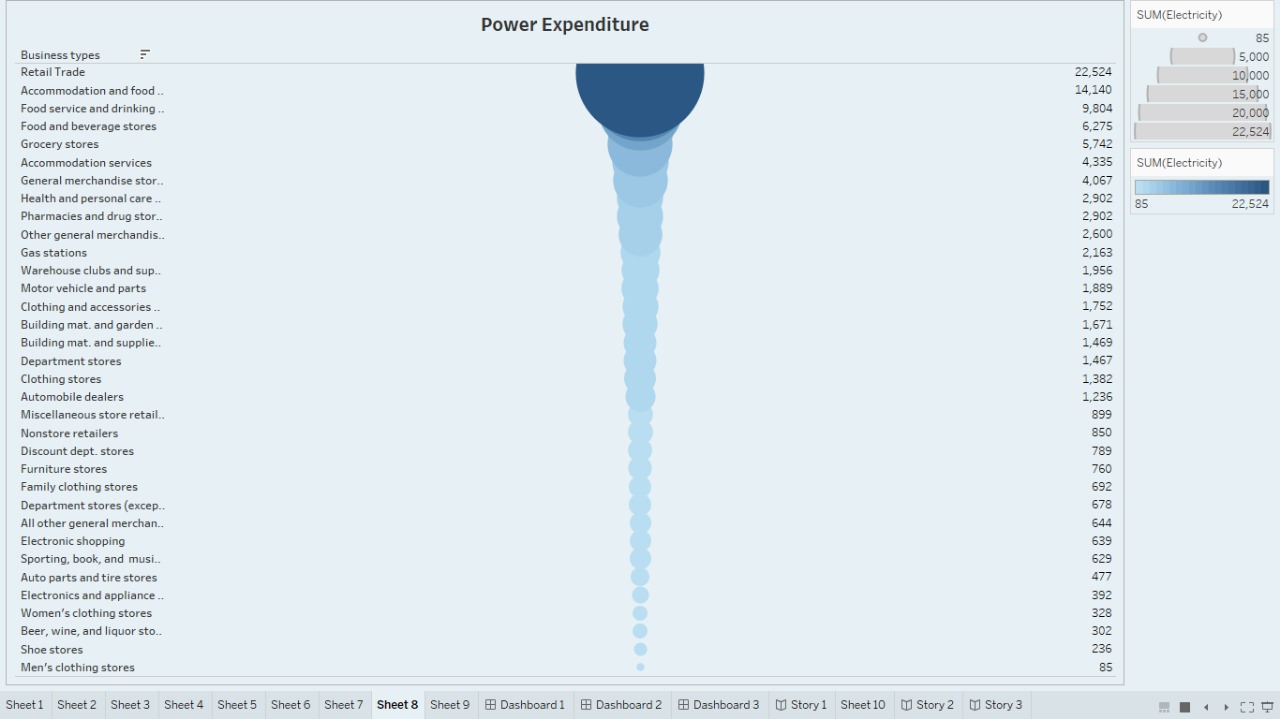 Power Expenditure
Business types
Retail Trade 22,524
Accommodation and food .. 14,140
Food service and drinking .. 9,804
Food and beverage stores 6,275
Grocery stores 5,742
Accommodation services 4,335
General merchandise stor.. 4,067
Health and personal care .. 2,902
Pharmacies and drug stor.. 2,902
Other general merchandis.. 2,600
Gas stations 2,163
Warehouse clubs and sup.. 1,956
Motor vehicle and parts 1,889
Clothing and accessories .. 1,752
Building mat. and garden .. 1,671
Building mat. and supplie.. 1,469
Department stores 1,467
Clothing stores 1,382
Automobile dealers 1,236
Miscellaneous store retail.. 899
Nonstore retailers 850
Discount dept. stores 789
Furniture stores 760
Family clothing stores 692
Department stores (excep.. 678
All other general merchan.. 644
Electronic shopping 639
Sporting, book, and musi.. 629
Auto parts and tire stores 477
Electronics and appliance .. 392
Women's clothing stores 328
Beer, wine, and liquor sto.. 302
Shoe stores 236
Men's clothing stores 85
SUM(Electricity)
85
5,000
10,000
15,000
20,000
22,524
SUM(Electricity)
85 22,524
Sheet 1 Sheet 2 Sheet 3 Sheet 4 Sheet 5 Sheet 6 Sheet 7 Sheet 8 Sheet 9 Dashboard 1 Dashboard 2 Dashboard 3 Story 1 Sheet 10 Story 2 Story 3